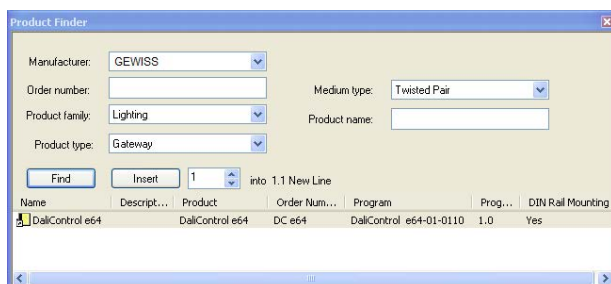 Product Finder
Manufacturer: GEWISS
Order number: Medium type: Twisted Pair
Product family: Lighting Product name:
Product type: Gateway
Find Insert 1 into 1.1 New Line
Name Descript... Product Order Num... Program Prog... DIN Rail Mounting
DaliControl e64 DaliControl e64 DC e64 DaliControl e64-01-0110 1.0 Yes